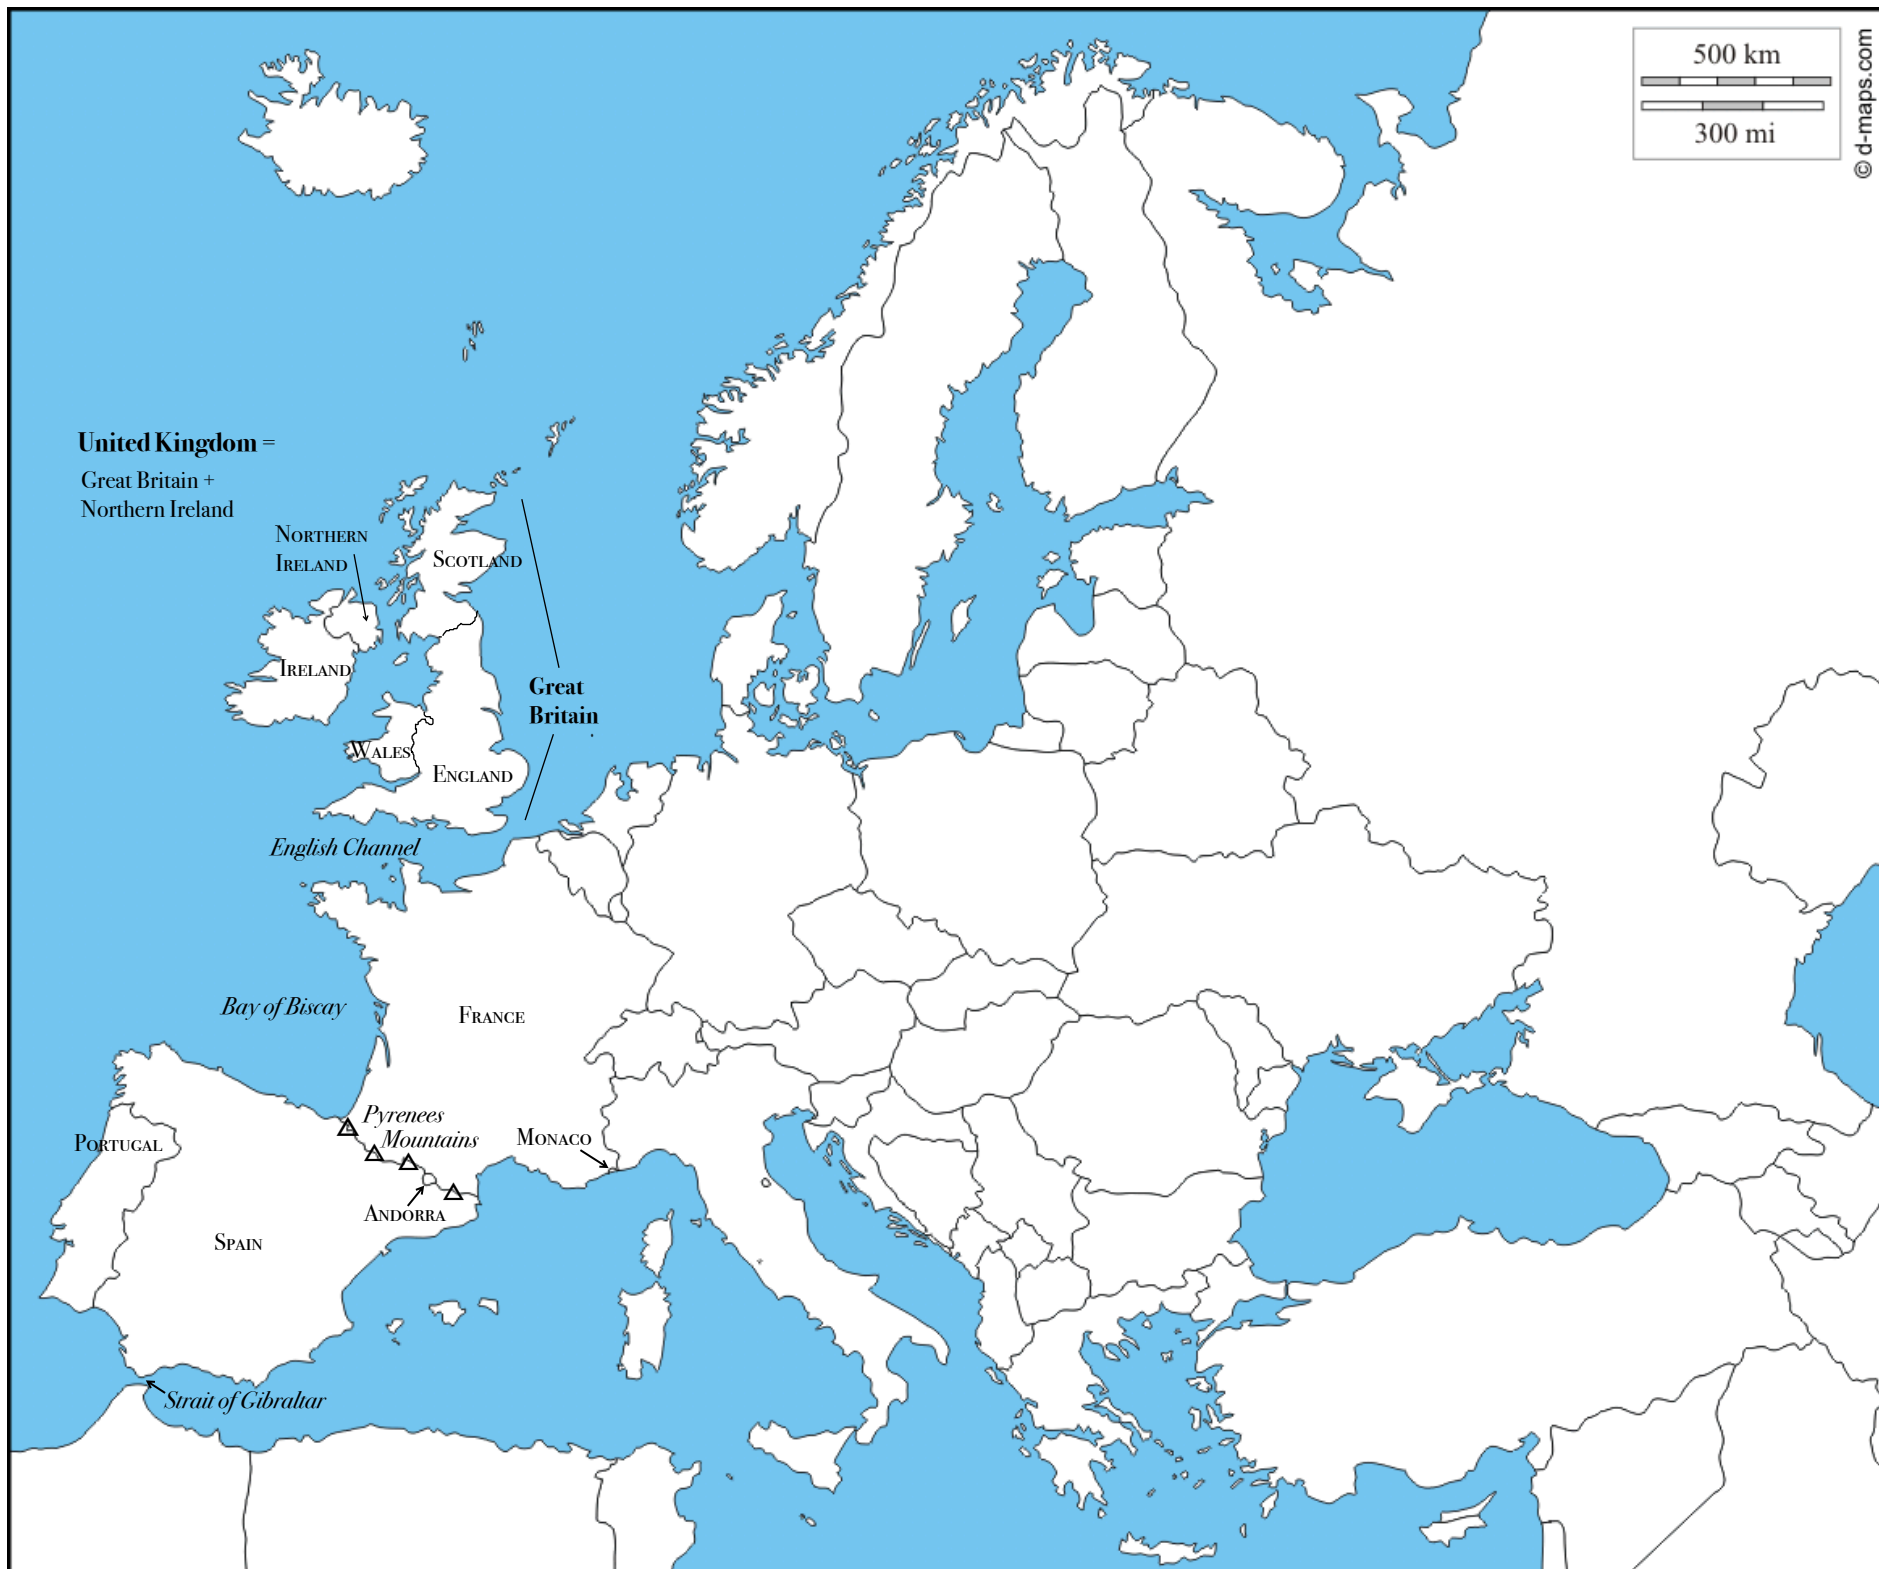 500 km
300 mi
© d-maps.com
United Kingdom =
Great Britain +
Northern Ireland
Northern
Ireland
Scotland
Ireland
Great
Britain
Wales
England
English Channel
Bay of Biscay
France
Pyrenees
Mountains
Portugal
Monaco
Andorra
Spain
Strait of Gibraltar